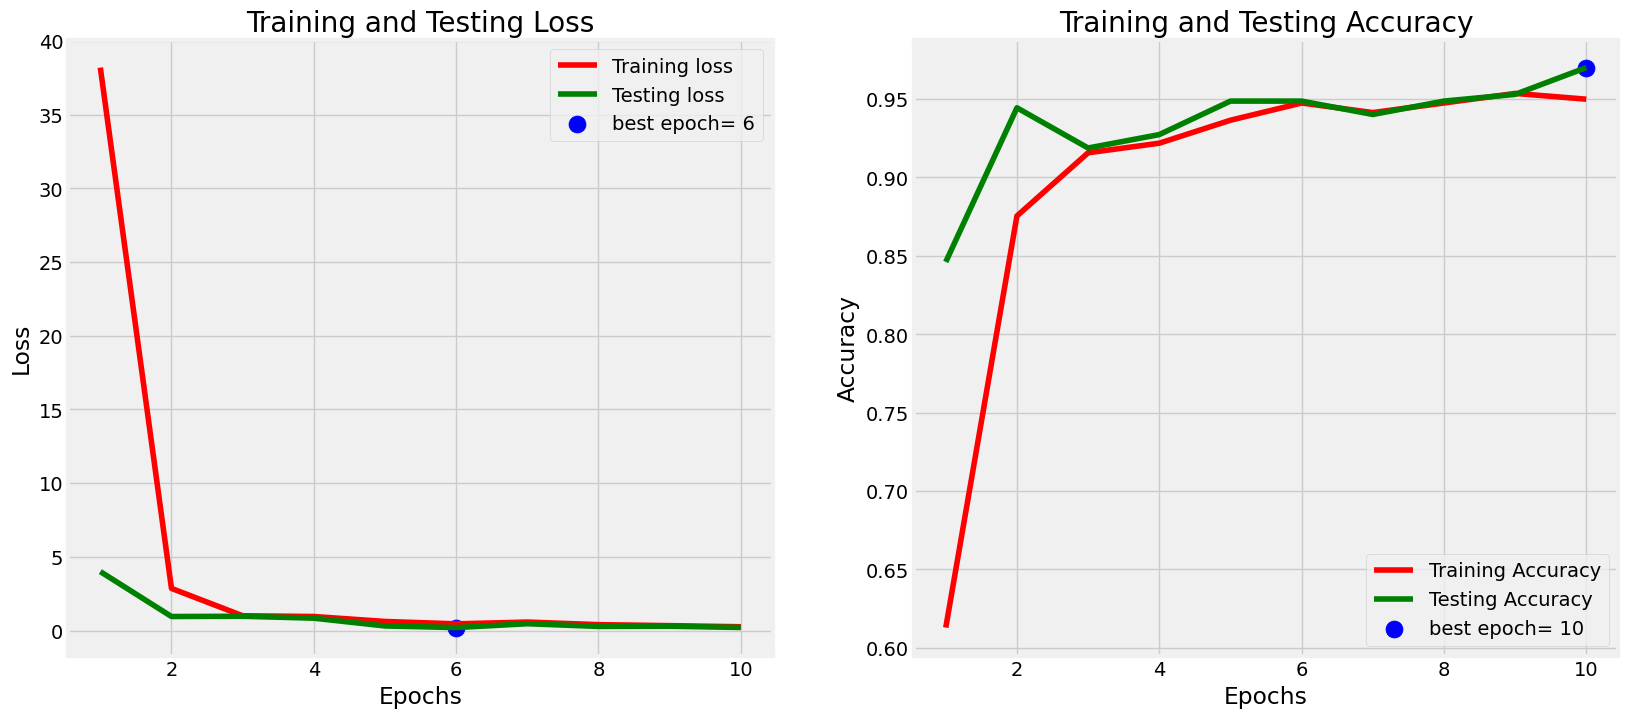 Training and Testing Loss
40
35
30
25
20
15
10
5
0
Loss
Training loss
Testing loss
best epoch= 6
2 4 6 8 10
Epochs
Training and Testing Accuracy
0.95
0.90
0.85
0.80
0.75
0.70
0.65
0.60
Accuracy
Training Accuracy
Testing Accuracy
best epoch= 10
2 4 6 8 10
Epochs